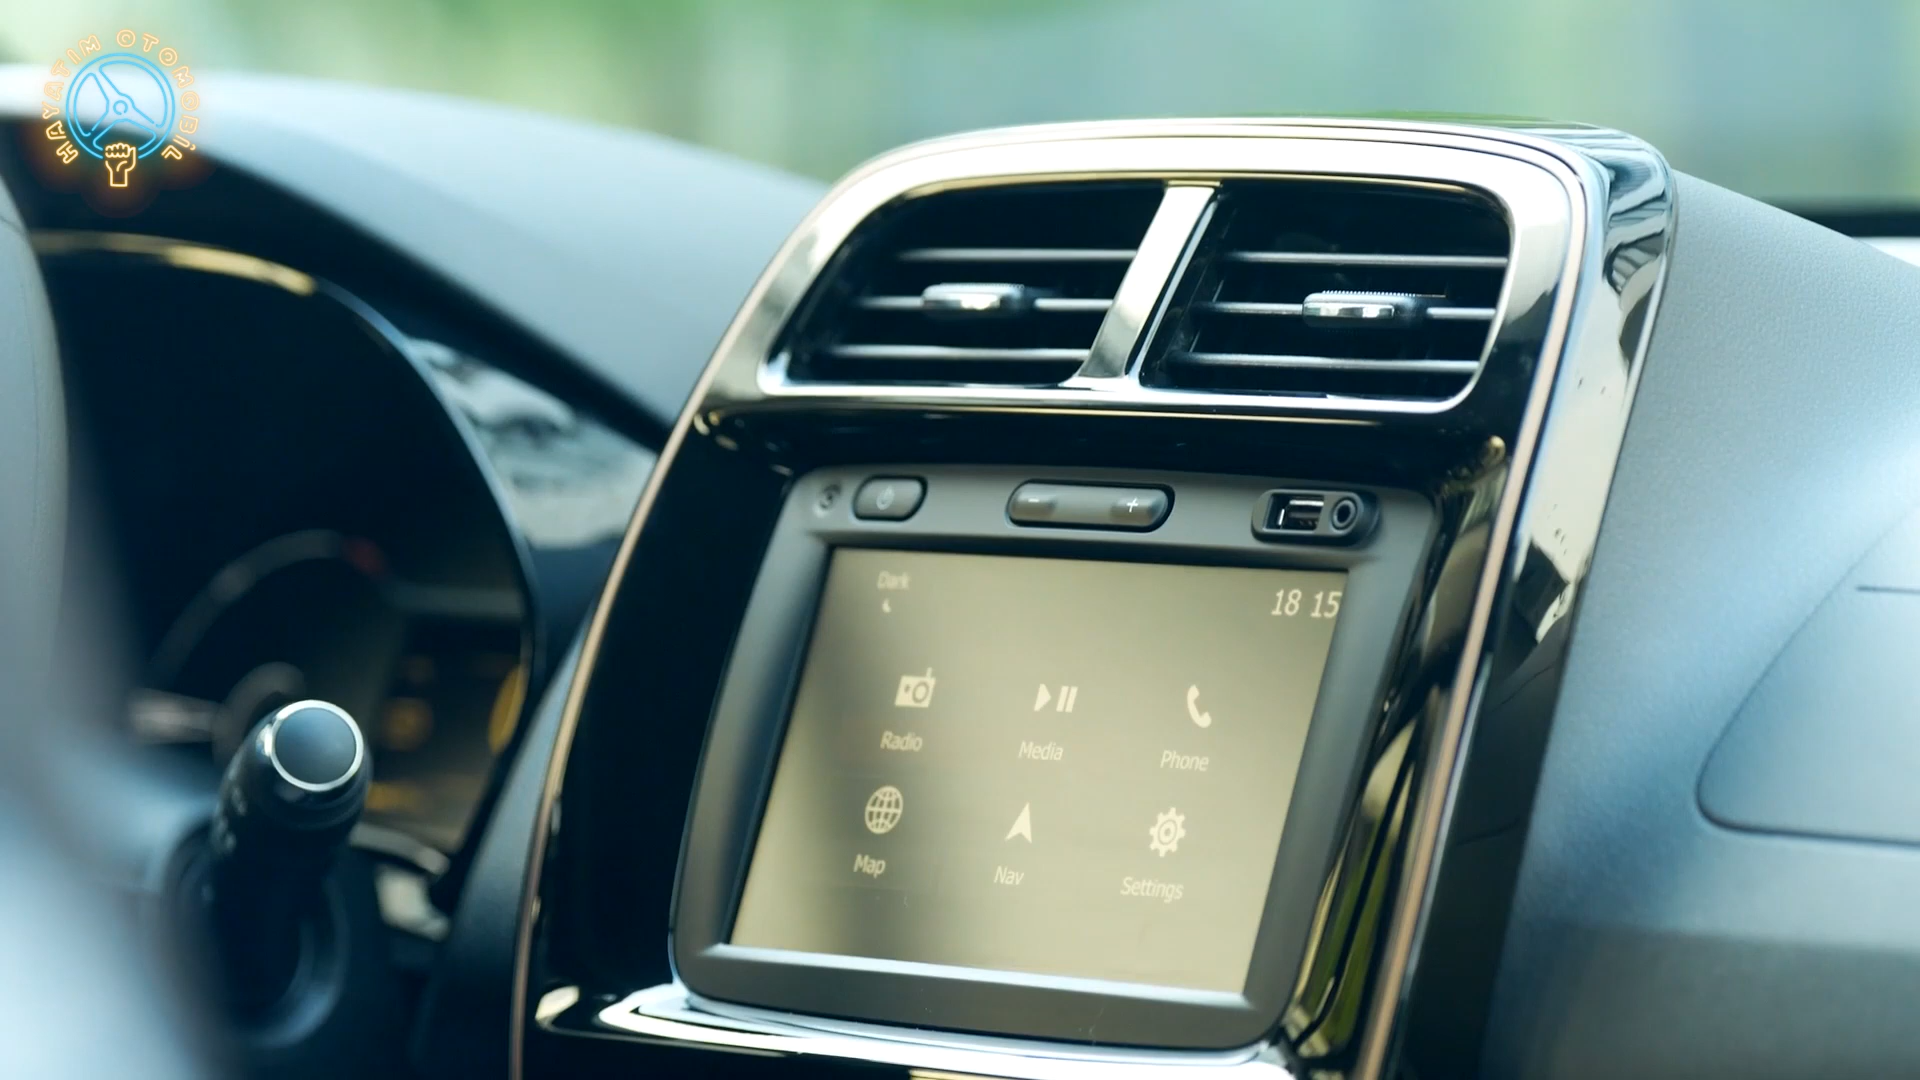 HAYATIM OTOMOBİL
Dark
18 15
Radio
Media
Phone
Map
Nav
Settings